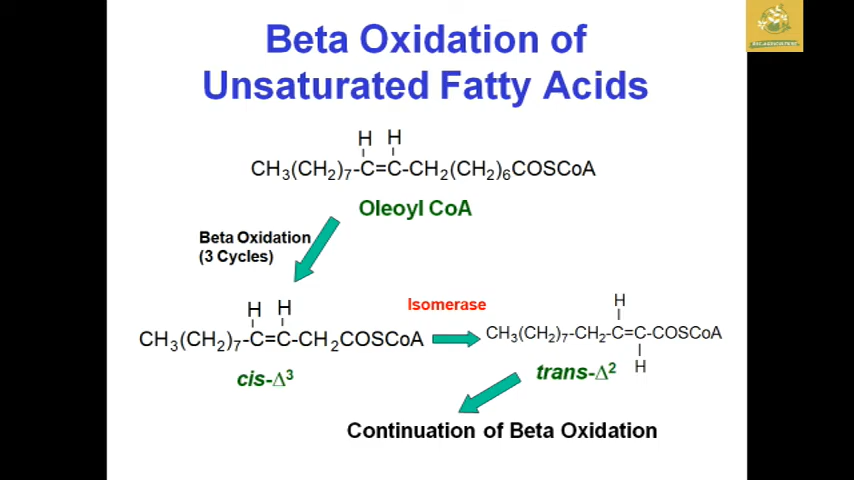 Beta Oxidation of
Unsaturated Fatty Acids
H H
CH₃(CH₂)₇-C=C-CH₂(CH₂)₆COSCoA
Oleoyl CoA
Beta Oxidation
(3 Cycles)
H H
CH₃(CH₂)₇-C=C-CH₂COSCoA
cis-Δ³
Isomerase
H
CH₃(CH₂)₇-CH₂-C=C-COSCoA
H
trans-Δ²
Continuation of Beta Oxidation